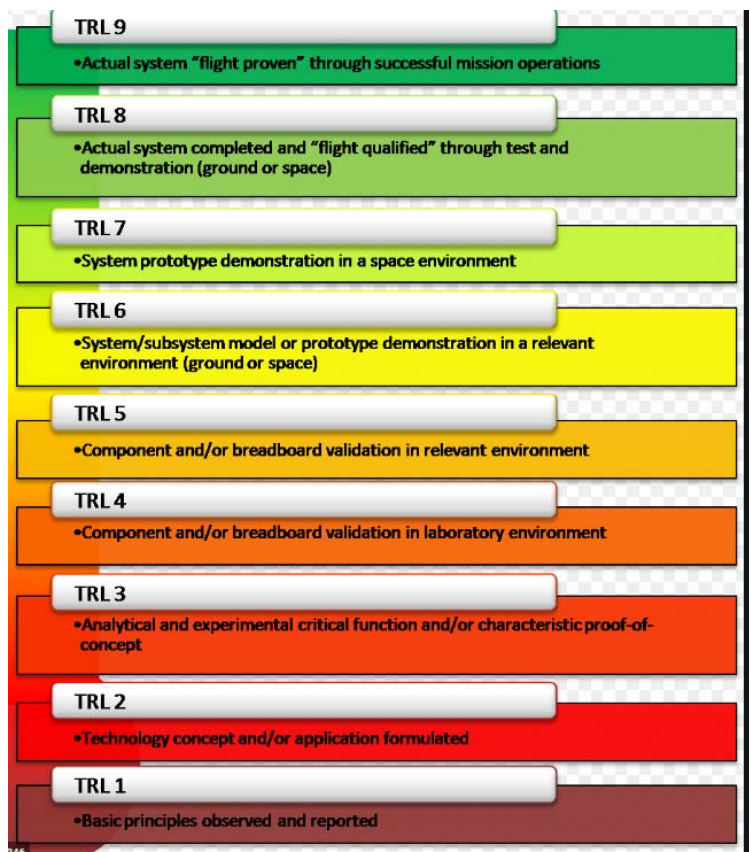 TRL 9
•Actual system “flight proven” through successful mission operations
TRL 8
•Actual system completed and “flight qualified” through test and
demonstration (ground or space)
TRL 7
•System prototype demonstration in a space environment
TRL 6
•System/subsystem model or prototype demonstration in a relevant
environment (ground or space)
TRL 5
•Component and/or breadboard validation in relevant environment
TRL 4
•Component and/or breadboard validation in laboratory environment
TRL 3
•Analytical and experimental critical function and/or characteristic proof-of-
concept
TRL 2
•Technology concept and/or application formulated
TRL 1
•Basic principles observed and reported